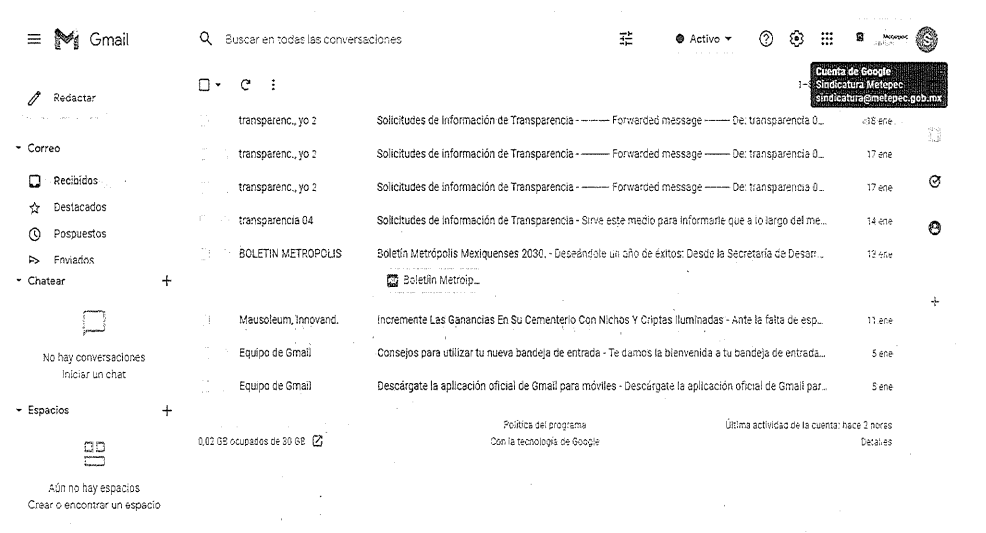 Gmail
Buscar en todas las conversaciones
Activo
Cuenta de Google
Sindicatura Metepec
sindicatura@metepec.gob.mx
Redactar
Correo
Recibidos
Destacados
Pospuestos
Enviados
Chatear
No hay conversaciones
Iniciar un chat
Espacios
Aún no hay espacios
Crear o encontrar un espacio
transparenc., yo 2 Solicitudes de Información de Transparencia - ——— Forwarded message ——— De: transparencia 0... 18 ene
transparenc., yo 2 Solicitudes de información de Transparencia - ——— Forwarded message ——— De: transparencia 0... 17 ene
transparenc., yo 2 Solicitudes de información de Transparencia - ——— Forwarded message ——— De: transparencia 0... 17 ene
transparencia 04 Solicitudes de Información de Transparencia - Sirva este medio para informarle que a lo largo del me... 14 ene
BOLETIN METROPOLIS Boletín Metrópolis Mexiquenses 2030. - Deseándole un año de éxitos: Desde la Secretaría de Desarr... 13 ene
Boletiin Metroip...
Mausoleum, Innovand. Incremente Las Ganancias En Su Cementerio Con Nichos Y Criptas Iluminadas - Ante la falta de esp... 11 ene
Equipo de Gmail Consejos para utilizar tu nueva bandeja de entrada - Te damos la bienvenida a tu bandeja de entrada... 5 ene
Equipo de Gmail Descárgate la aplicación oficial de Gmail para móviles - Descárgate la aplicación oficial de Gmail par... 5 ene
0,02 GB ocupados de 30 GB
Política del programa
Con la tecnología de Google
Última actividad de la cuenta: hace 2 horas
Detalles